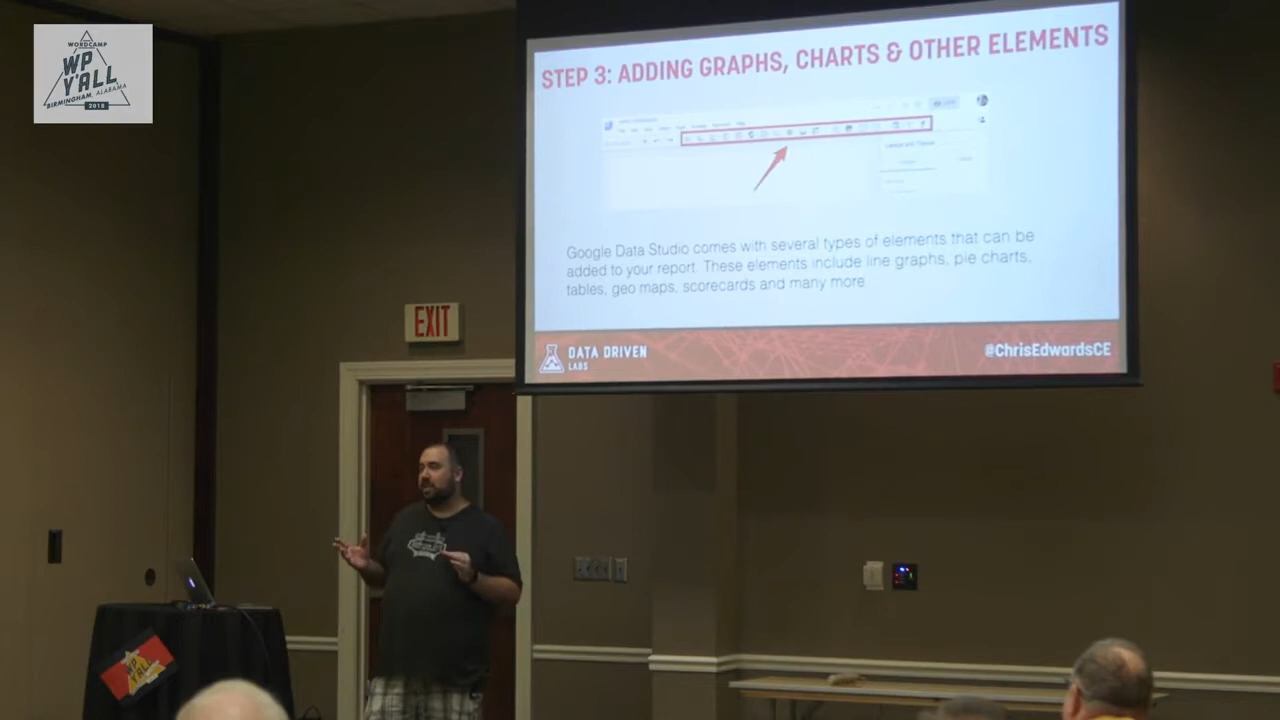 WORDCAMP
WP
Y'ALL
BIRMINGHAM, ALABAMA
2018
STEP 3: ADDING GRAPHS, CHARTS & OTHER ELEMENTS
Google Data Studio comes with several types of elements that can be
added to your report. These elements include line graphs, pie charts,
tables, geo maps, scorecards and many more
DATA DRIVEN
LABS
@ChrisEdwardsCE
EXIT
WP
Y'ALL